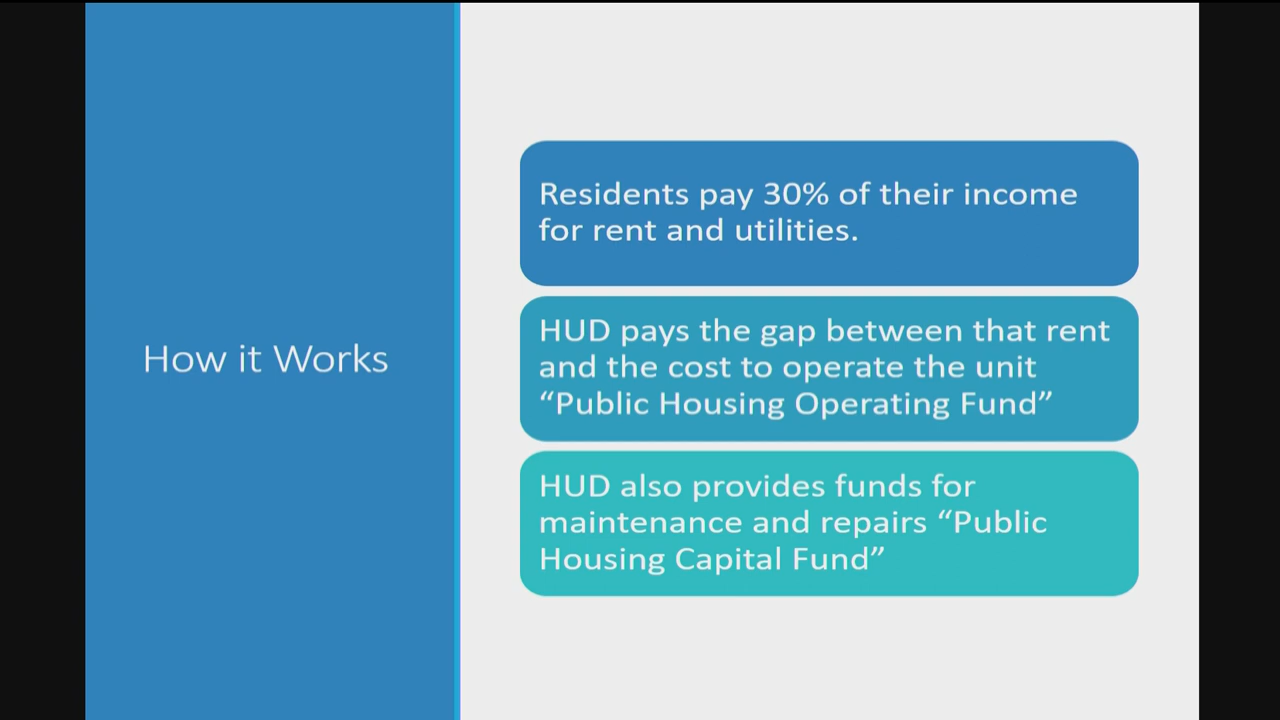 How it Works
Residents pay 30% of their income
for rent and utilities.
HUD pays the gap between that rent
and the cost to operate the unit
“Public Housing Operating Fund”
HUD also provides funds for
maintenance and repairs “Public
Housing Capital Fund”